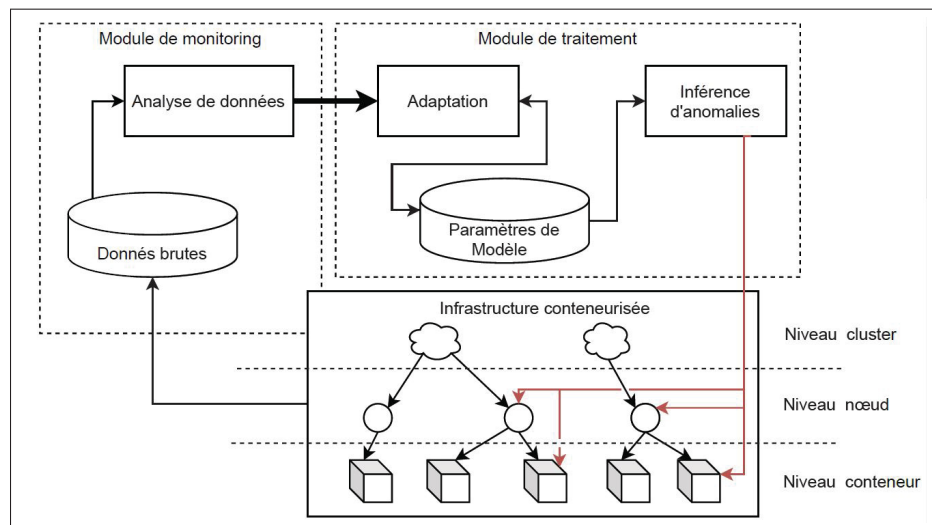 Module de monitoring
Module de traitement
Analyse de données
Adaptation
Inférence
d'anomalies
Donnés brutes
Paramètres de
Modèle
Infrastructure conteneurisée
Niveau cluster
Niveau nœud
Niveau conteneur